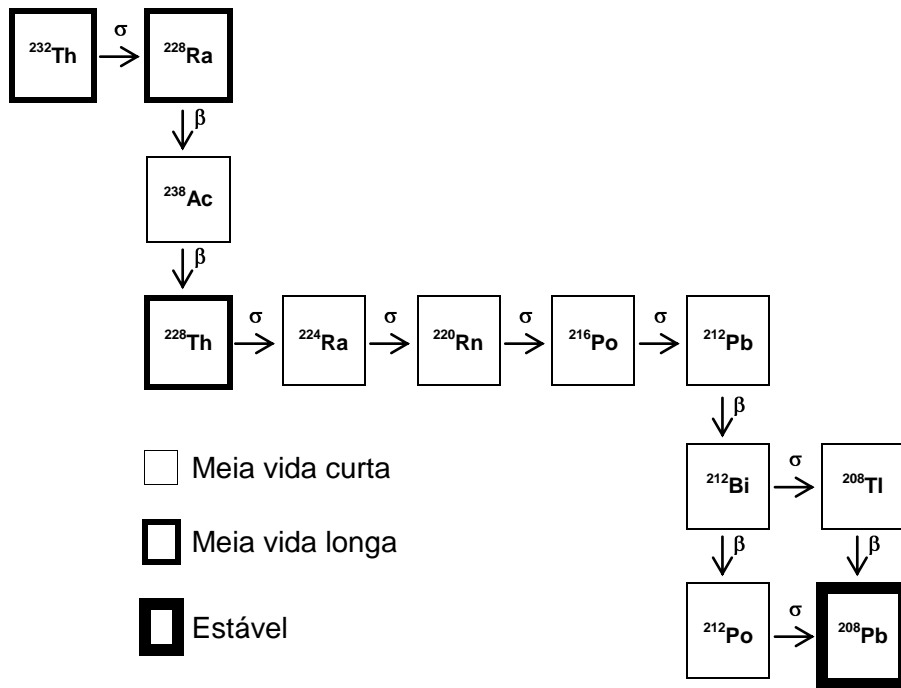 σ
²³²Th ²²⁸Ra
β
²³⁸Ac
β
σ σ σ σ
²²⁸Th ²²⁴Ra ²²⁰Rn ²¹⁶Po ²¹²Pb
β
Meia vida curta
σ
²¹²Bi ²⁰⁸Tl
Meia vida longa
β β
σ
Estável
²¹²Po ²⁰⁸Pb